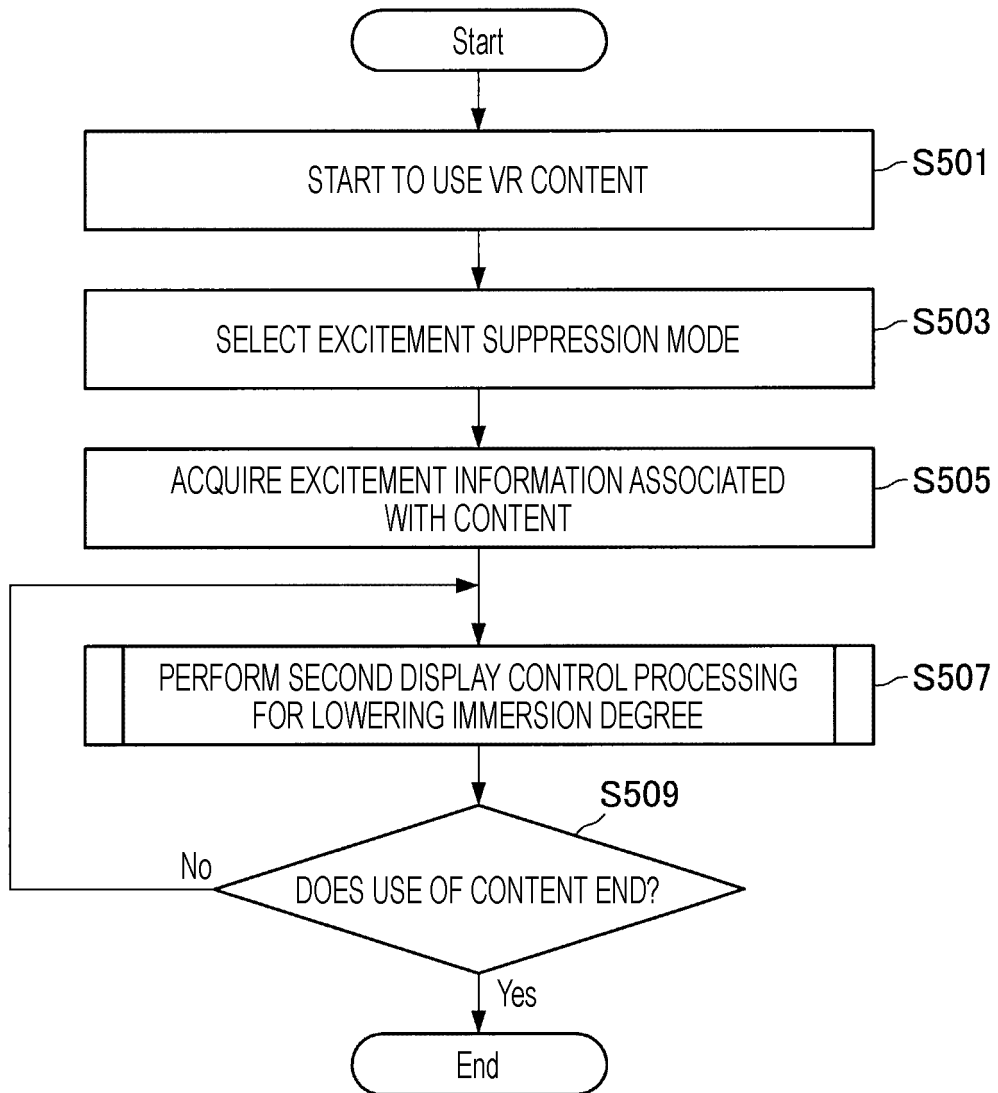 Start
START TO USE VR CONTENT
S501
SELECT EXCITEMENT SUPPRESSION MODE
S503
ACQUIRE EXCITEMENT INFORMATION ASSOCIATED
WITH CONTENT
S505
PERFORM SECOND DISPLAY CONTROL PROCESSING
FOR LOWERING IMMERSION DEGREE
S507
S509
DOES USE OF CONTENT END?
No
Yes
End